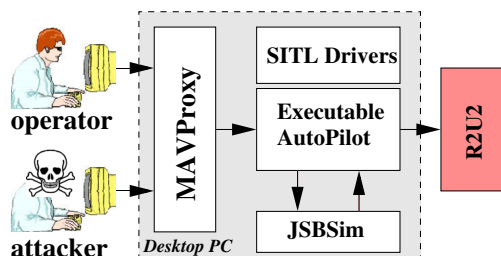 operator
attacker
MAVProxy
Desktop PC
SITL Drivers
Executable
AutoPilot
JSBSim
R2U2